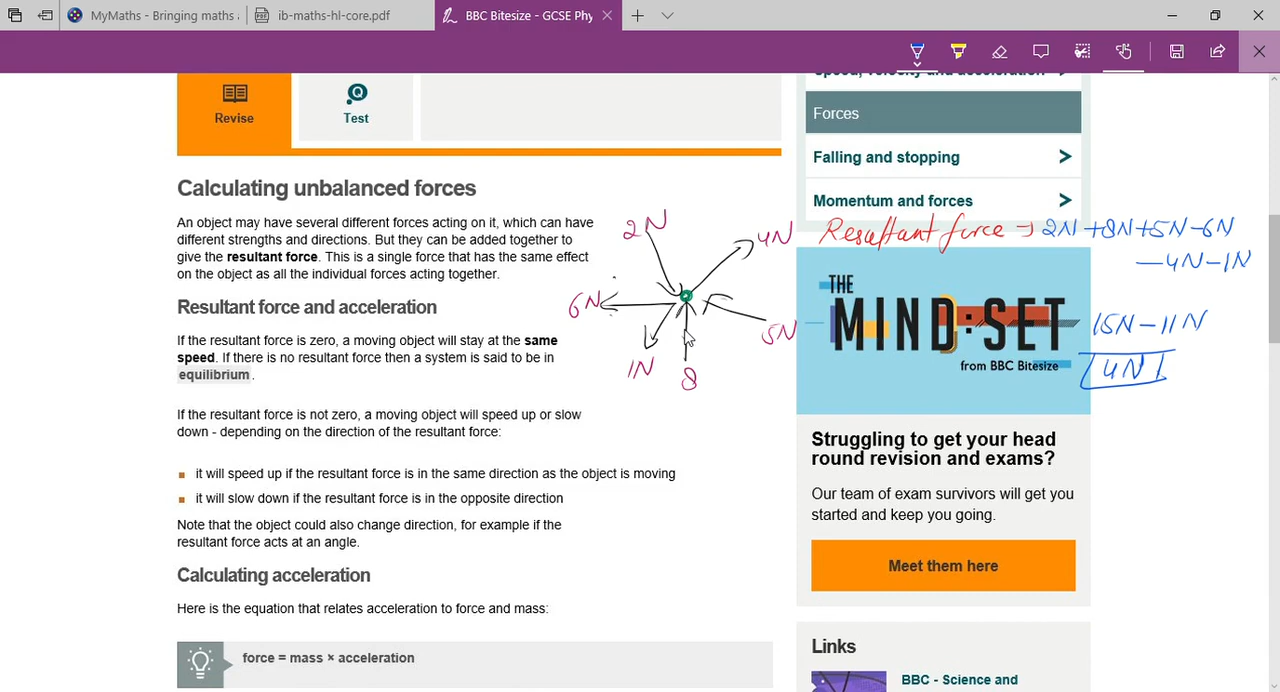 MyMaths - Bringing maths
ib-maths-hl-core.pdf
BBC Bitesize - GCSE Phy
Revise
Test
Speed, velocity and acceleration
Forces
Falling and stopping
Momentum and forces
Calculating unbalanced forces
An object may have several different forces acting on it, which can have
different strengths and directions. But they can be added together to
give the resultant force. This is a single force that has the same effect
on the object as all the individual forces acting together.
Resultant force and acceleration
If the resultant force is zero, a moving object will stay at the same
speed. If there is no resultant force then a system is said to be in
equilibrium.
If the resultant force is not zero, a moving object will speed up or slow
down - depending on the direction of the resultant force:
it will speed up if the resultant force is in the same direction as the object is moving
it will slow down if the resultant force is in the opposite direction
Note that the object could also change direction, for example if the
resultant force acts at an angle.
Calculating acceleration
Here is the equation that relates acceleration to force and mass:
force = mass × acceleration
2N
4N
6N
5N
1N
8
Resultant force → 2N+8N+5N-6N
-4N-1N
15N-11N
4N
THE
MIND:SET
from BBC Bitesize
Struggling to get your head
round revision and exams?
Our team of exam survivors will get you
started and keep you going.
Meet them here
Links
BBC - Science and